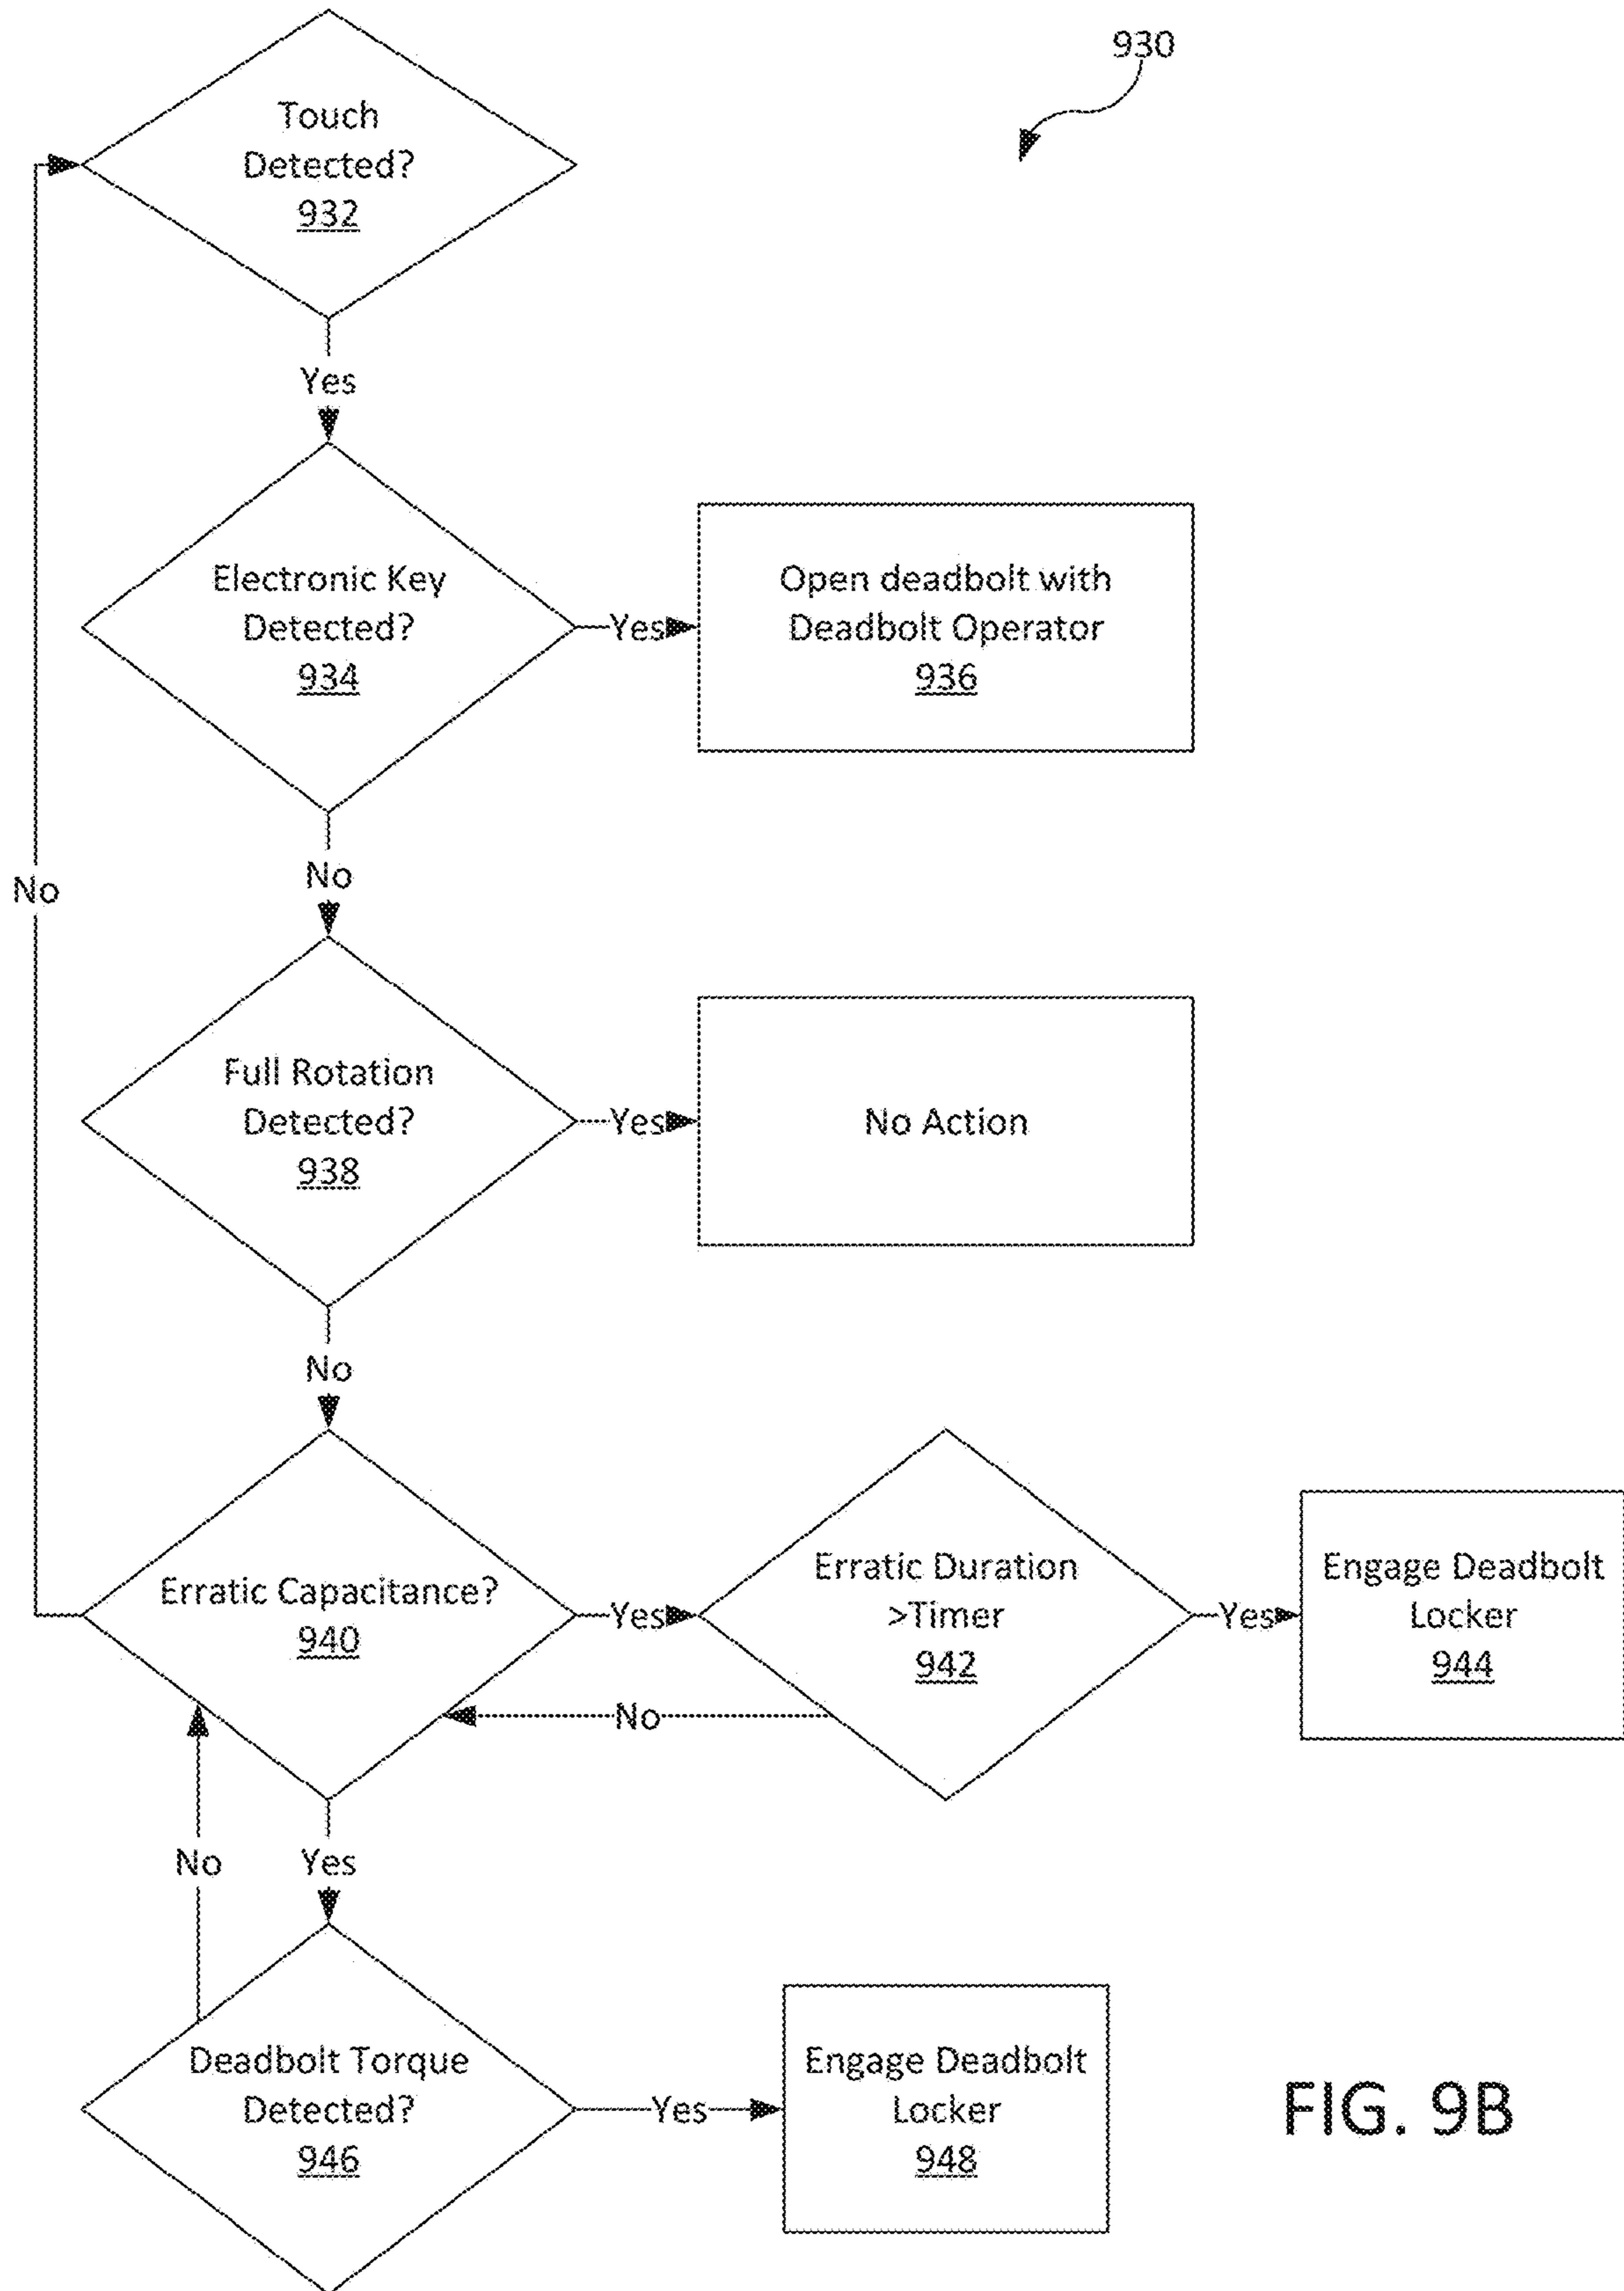 930
Touch
Detected?
932
Yes
Electronic Key
Detected?
934
Yes
Open deadbolt with
Deadbolt Operator
936
No
No
Full Rotation
Detected?
938
Yes
No Action
No
Erratic Capacitance?
940
Yes
Erratic Duration
>Timer
942
Yes
Engage Deadbolt
Locker
944
No
No
Yes
Deadbolt Torque
Detected?
946
Yes
Engage Deadbolt
Locker
948
FIG. 9B